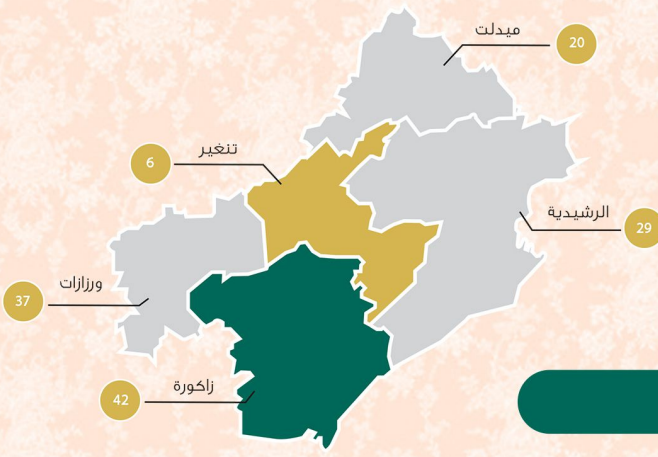 ميدلت
20
تنغير
6
الرشيدية
29
ورزازات
37
زاكورة
42